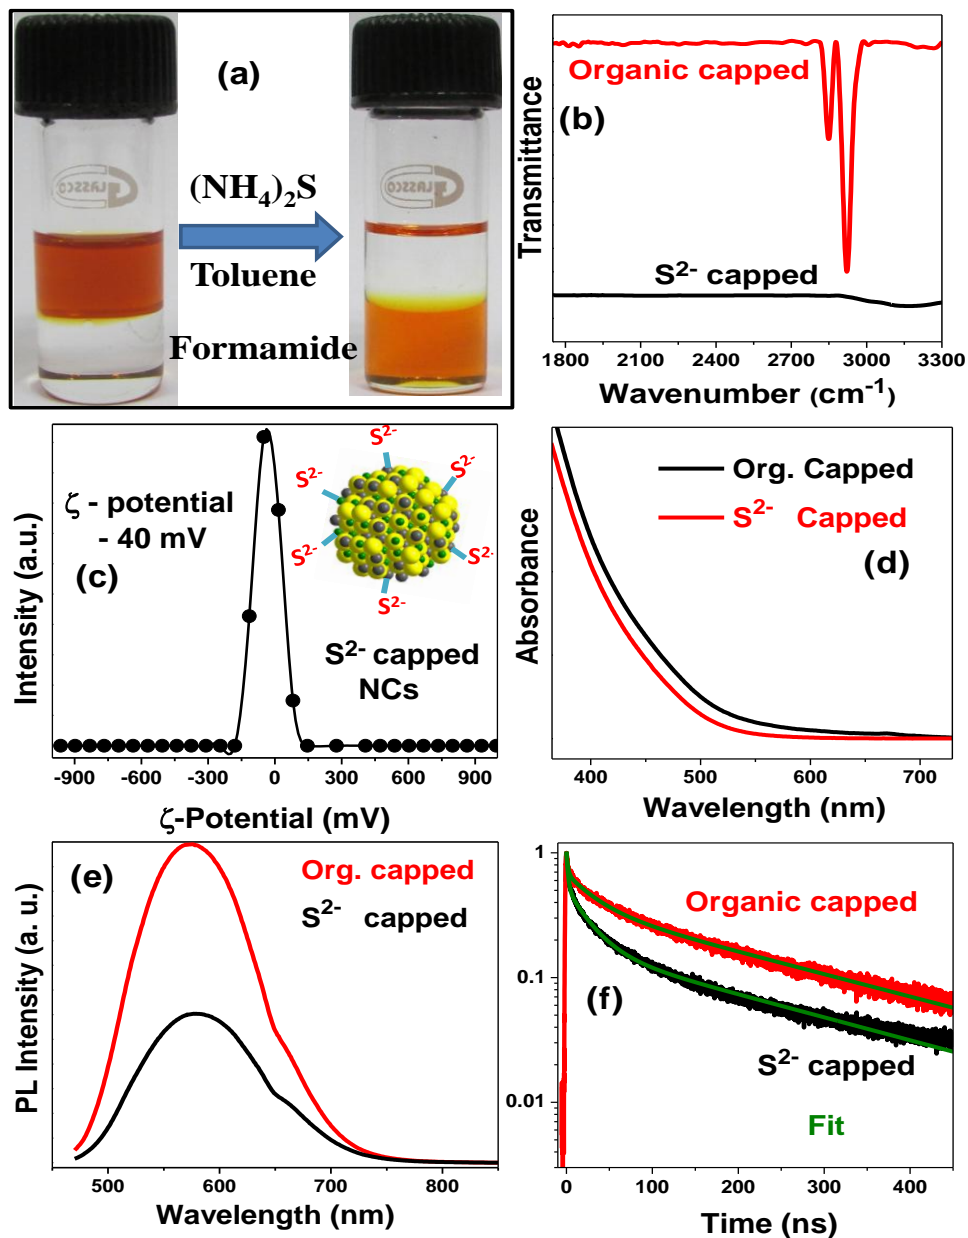 (a)
GLASSCO
GLASSCO
(NH4)2S
Toluene
Formamide
(b)
Organic capped
S2- capped
Transmittance
1800 2100 2400 2700 3000 3300
Wavenumber (cm-1)
(c)
ζ - potential
- 40 mV
S2-
S2-
S2-
S2-
S2-
S2-
S2-
S2- capped
NCs
Intensity (a.u.)
-900 -600 -300 0 300 600 900
ζ-Potential (mV)
Org. Capped
S2- Capped
(d)
Absorbance
400 500 600 700
Wavelength (nm)
(e)
Org. capped
S2- capped
PL Intensity (a. u.)
500 600 700 800
Wavelength (nm)
1
0.1
0.01
Organic capped
(f)
S2- capped
Fit
0 100 200 300 400
Time (ns)